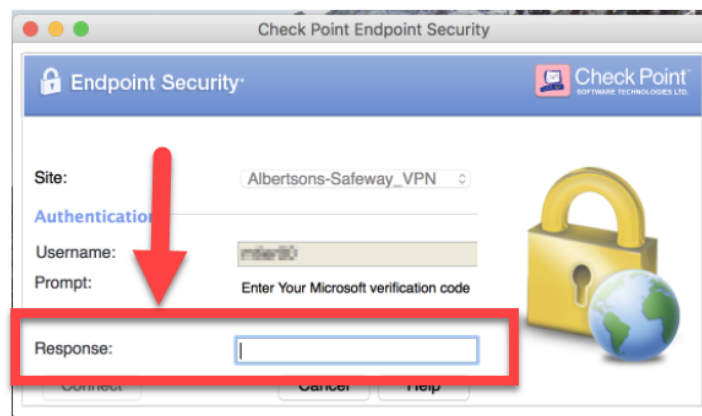 Check Point Endpoint Security
Endpoint Security
Check Point
SOFTWARE TECHNOLOGIES LTD.
Site: Albertsons-Safeway_VPN
Authentication
Username:
Prompt: Enter Your Microsoft verification code
Response:
Connect Cancel Help